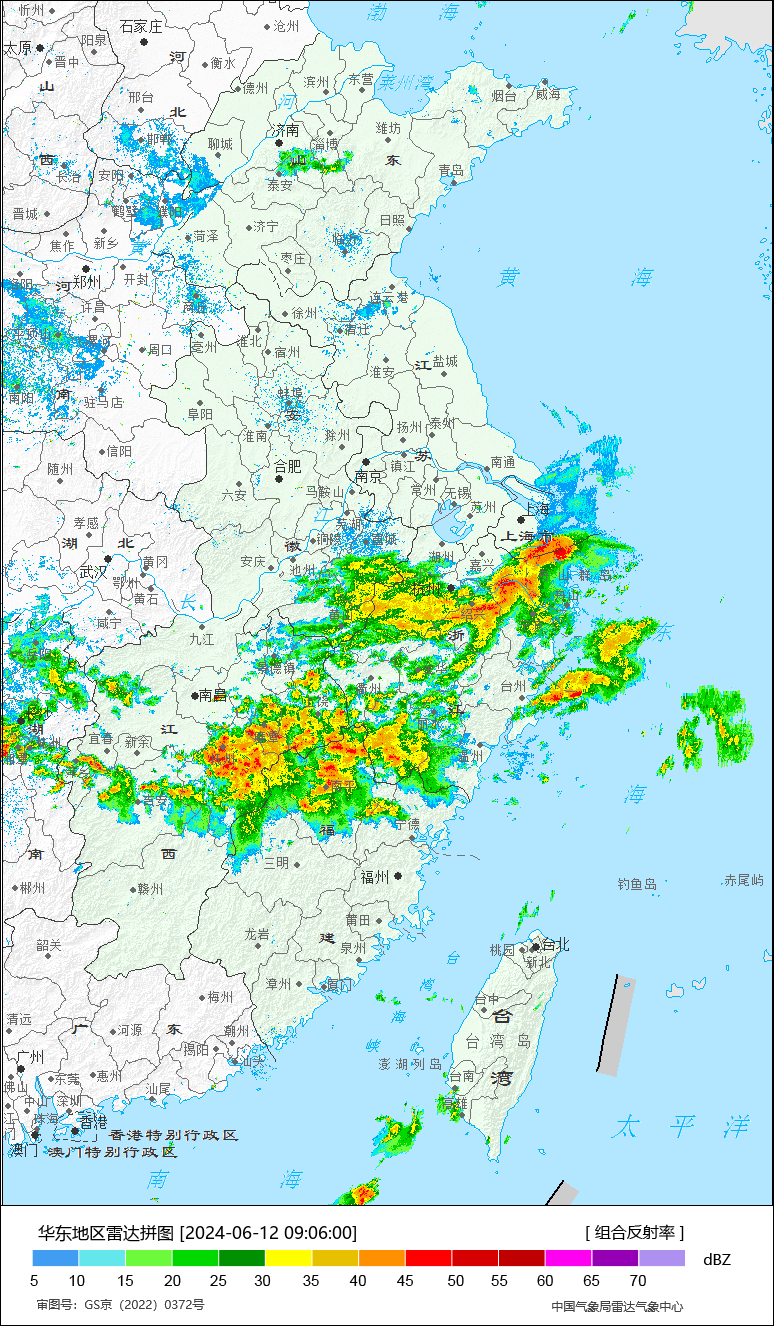 忻州
渤 海
石家庄
沧州
太原
阳泉
河
晋中
衡水
山
德州
滨州
东营
莱州湾
烟台
威海
邢台
北
河
济南
潍坊
邯郸
聊城
淄博
西
山
东
长治
安阳
泰安
青岛
晋城
鹤壁
濮阳
日照
济宁
焦作
新乡
黄
菏泽
临沂
枣庄
黄 海
河
郑州
开封
连云港
许昌
商丘
徐州
宿迁
漯河
周口
亳州
淮北
宿州
江
盐城
淮安
南阳
南
驻马店
蚌埠
阜阳
安
扬州
泰州
信阳
淮南
滁州
苏
合肥
镇江
南通
随州
南京
六安
马鞍山
常州
无锡
苏州
上海
孝感
芜湖
湖 北
徽
铜陵
宣城
上海市
武汉
黄冈
安庆
池州
湖州
嘉兴
鄂州
黄石
杭州
长
黄
咸宁
九江
浙
东
景德镇
衢州
南昌
台州
上饶
江
湖
江
宜春
新余
温州
吉安
南
西
福
宁德
海
郴州
赣州
三明
福州
钓鱼岛
赤尾屿
莆田
韶关
龙岩
建
泉州
台北
桃园
新北
台
漳州
厦门
湾
梅州
台中
清远
海
台
广
河源
东
潮州
台 湾 岛
揭阳
峡
广州
汕头
澎湖列岛
湾
东莞
惠州
台南
佛山
汕尾
中山
深圳
高雄
珠海
香港
太 平 洋
香港特别行政区
澳门
澳门特别行政区
南 海
华东地区雷达拼图 [2024-06-12 09:06:00]
[ 组合反射率 ]
dBZ
5 10 15 20 25 30 35 40 45 50 55 60 65 70
审图号：GS京（2022）0372号
中国气象局雷达气象中心